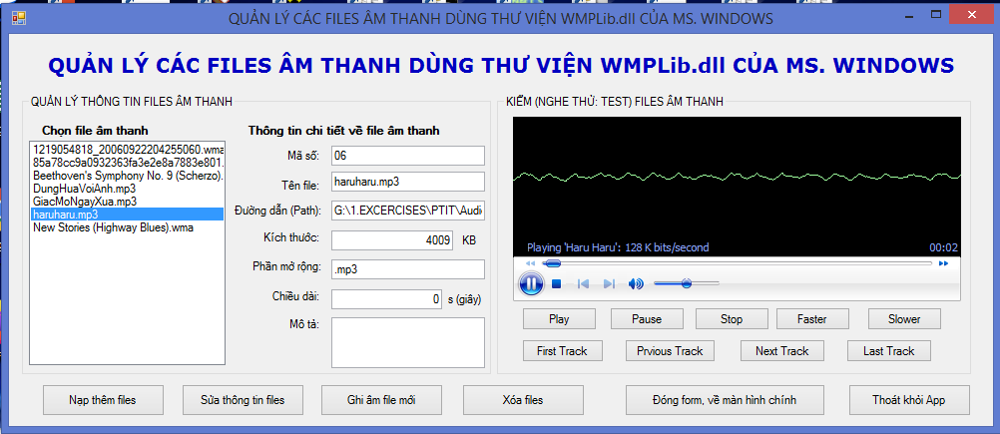 QUẢN LÝ CÁC FILES ÂM THANH DÙNG THƯ VIỆN WMPLib.dll CỦA MS. WINDOWS
QUẢN LÝ CÁC FILES ÂM THANH DÙNG THƯ VIỆN WMPLib.dll CỦA MS. WINDOWS
QUẢN LÝ THÔNG TIN FILES ÂM THANH
Chọn file âm thanh
1219054818_20060922204255060.wma
85a78cc9a0932363fa3e2e8a7883e801.
Beethoven's Symphony No. 9 (Scherzo).
DungHuaVoiAnh.mp3
GiacMoNgayXua.mp3
haruharu.mp3
New Stories (Highway Blues).wma
Thông tin chi tiết về file âm thanh
Mã số: 06
Tên file: haruharu.mp3
Đường dẫn (Path): G:\1.EXCERCISES\PTIT\Audi
Kích thước: 4009 KB
Phần mở rộng: .mp3
Chiều dài: 0 s (giây)
Mô tả:
KIỂM (NGHE THỬ: TEST) FILES ÂM THANH
Playing 'Haru Haru': 128 K bits/second 00:02
Play Pause Stop Faster Slower
First Track Prvious Track Next Track Last Track
Nạp thêm files Sửa thông tin files Ghi âm file mới Xóa files Đóng form, về màn hình chính Thoát khỏi App